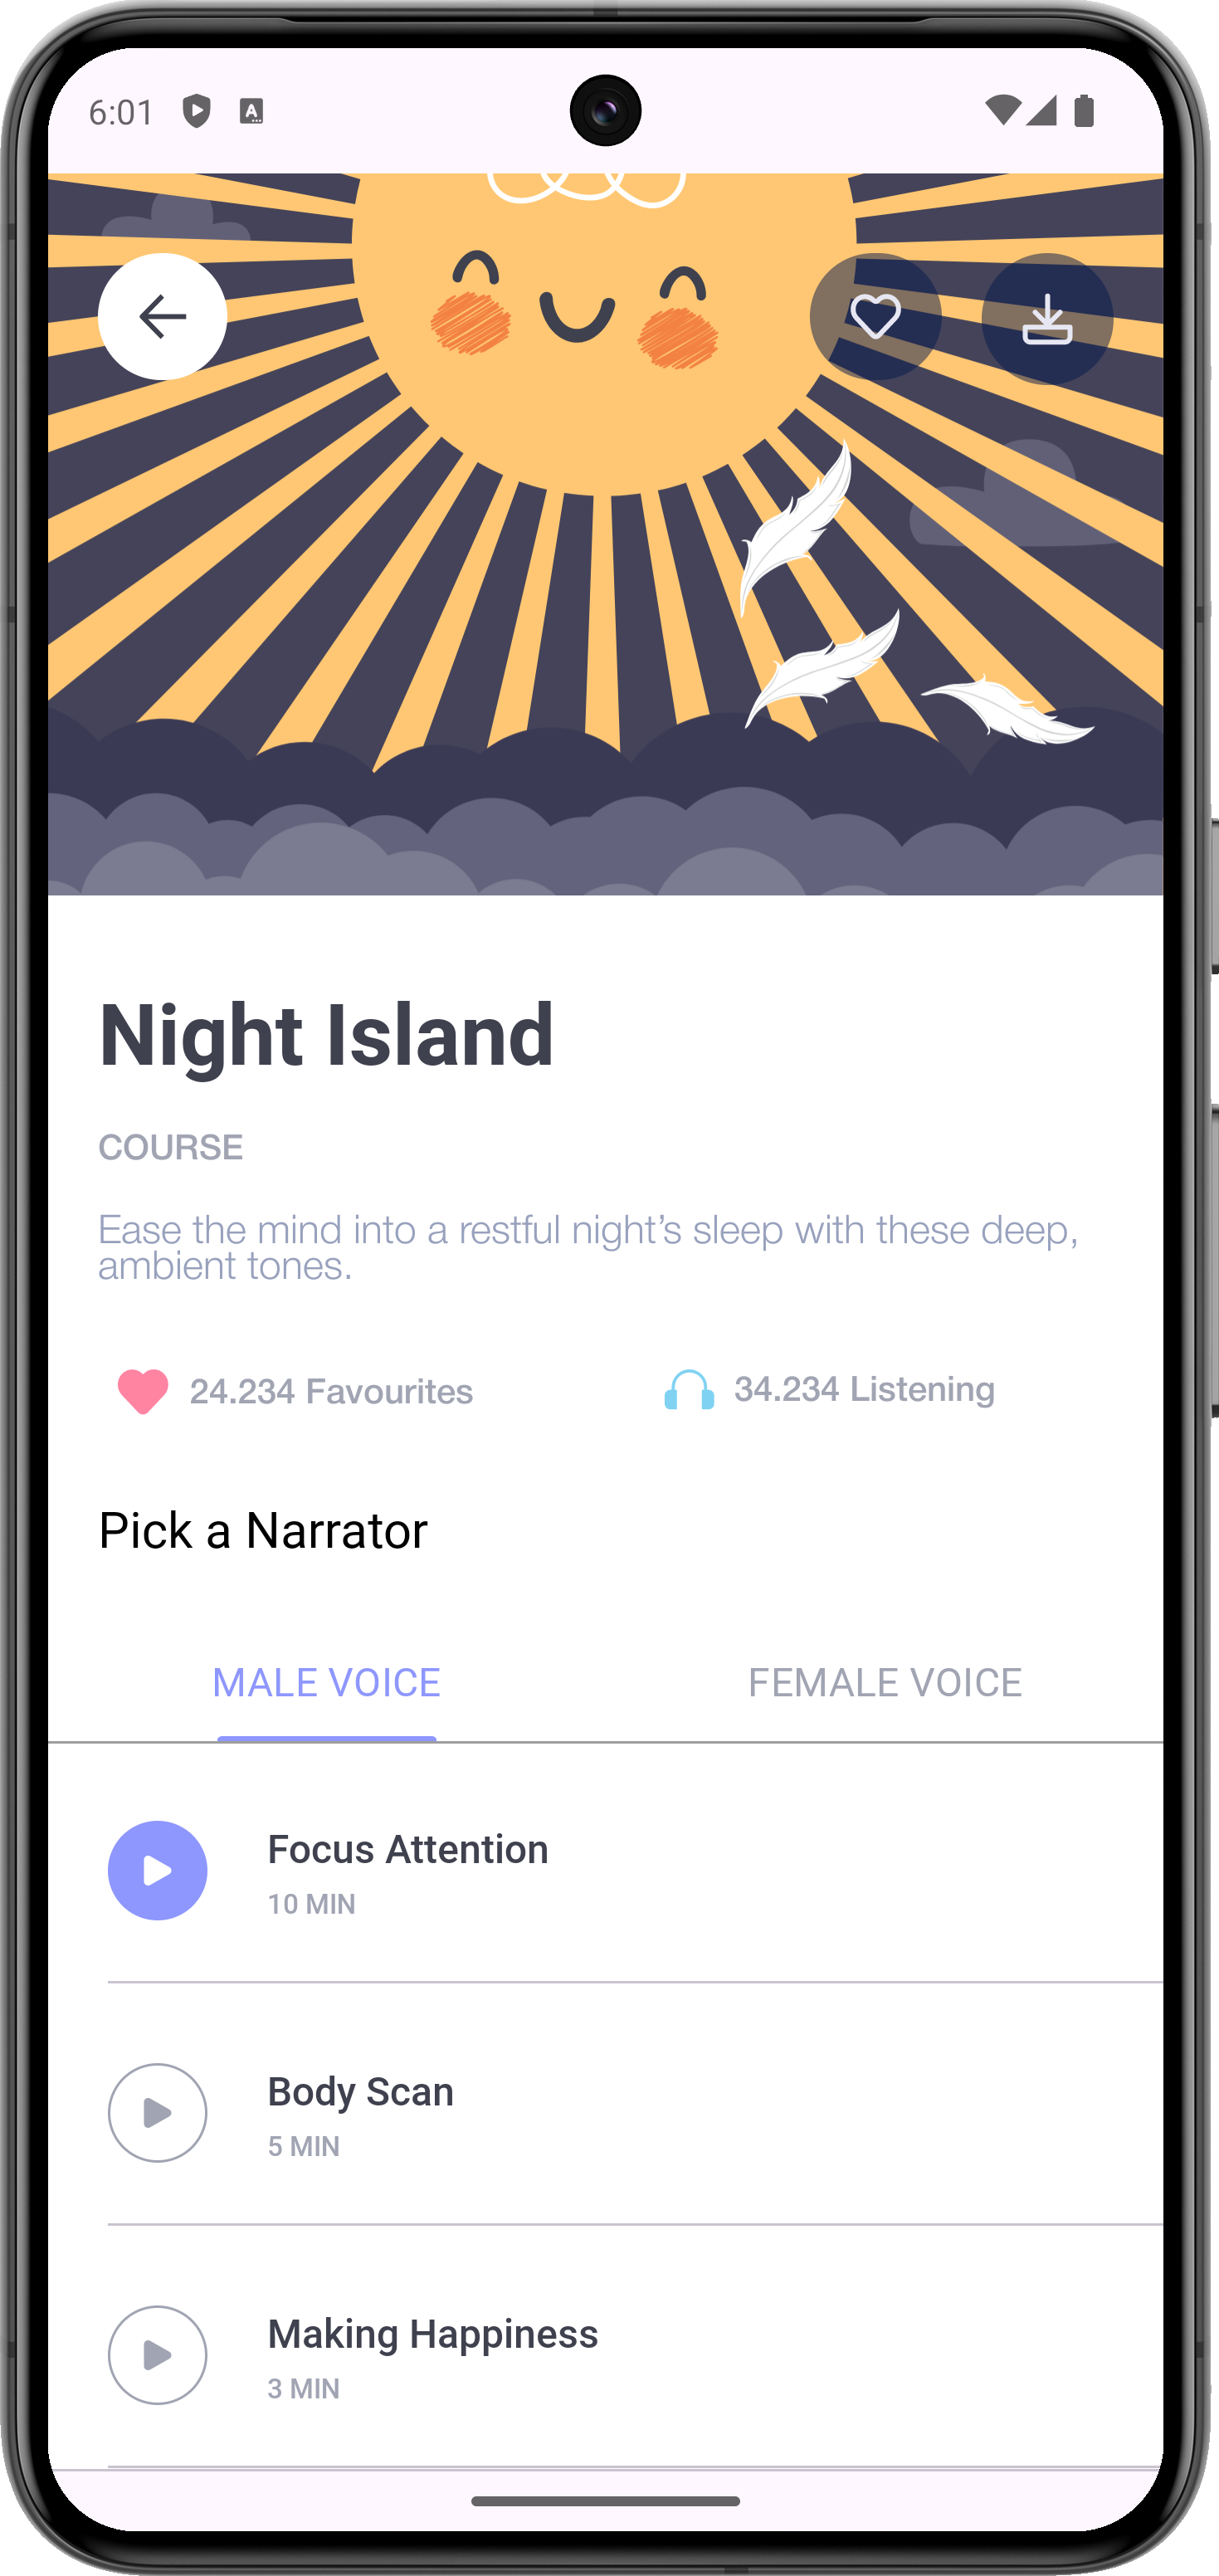 6:01
A
Night Island
COURSE
Ease the mind into a restful night’s sleep with these deep,
ambient tones.
24.234 Favourites
34.234 Listening
Pick a Narrator
MALE VOICE
FEMALE VOICE
Focus Attention
10 MIN
Body Scan
5 MIN
Making Happiness
3 MIN